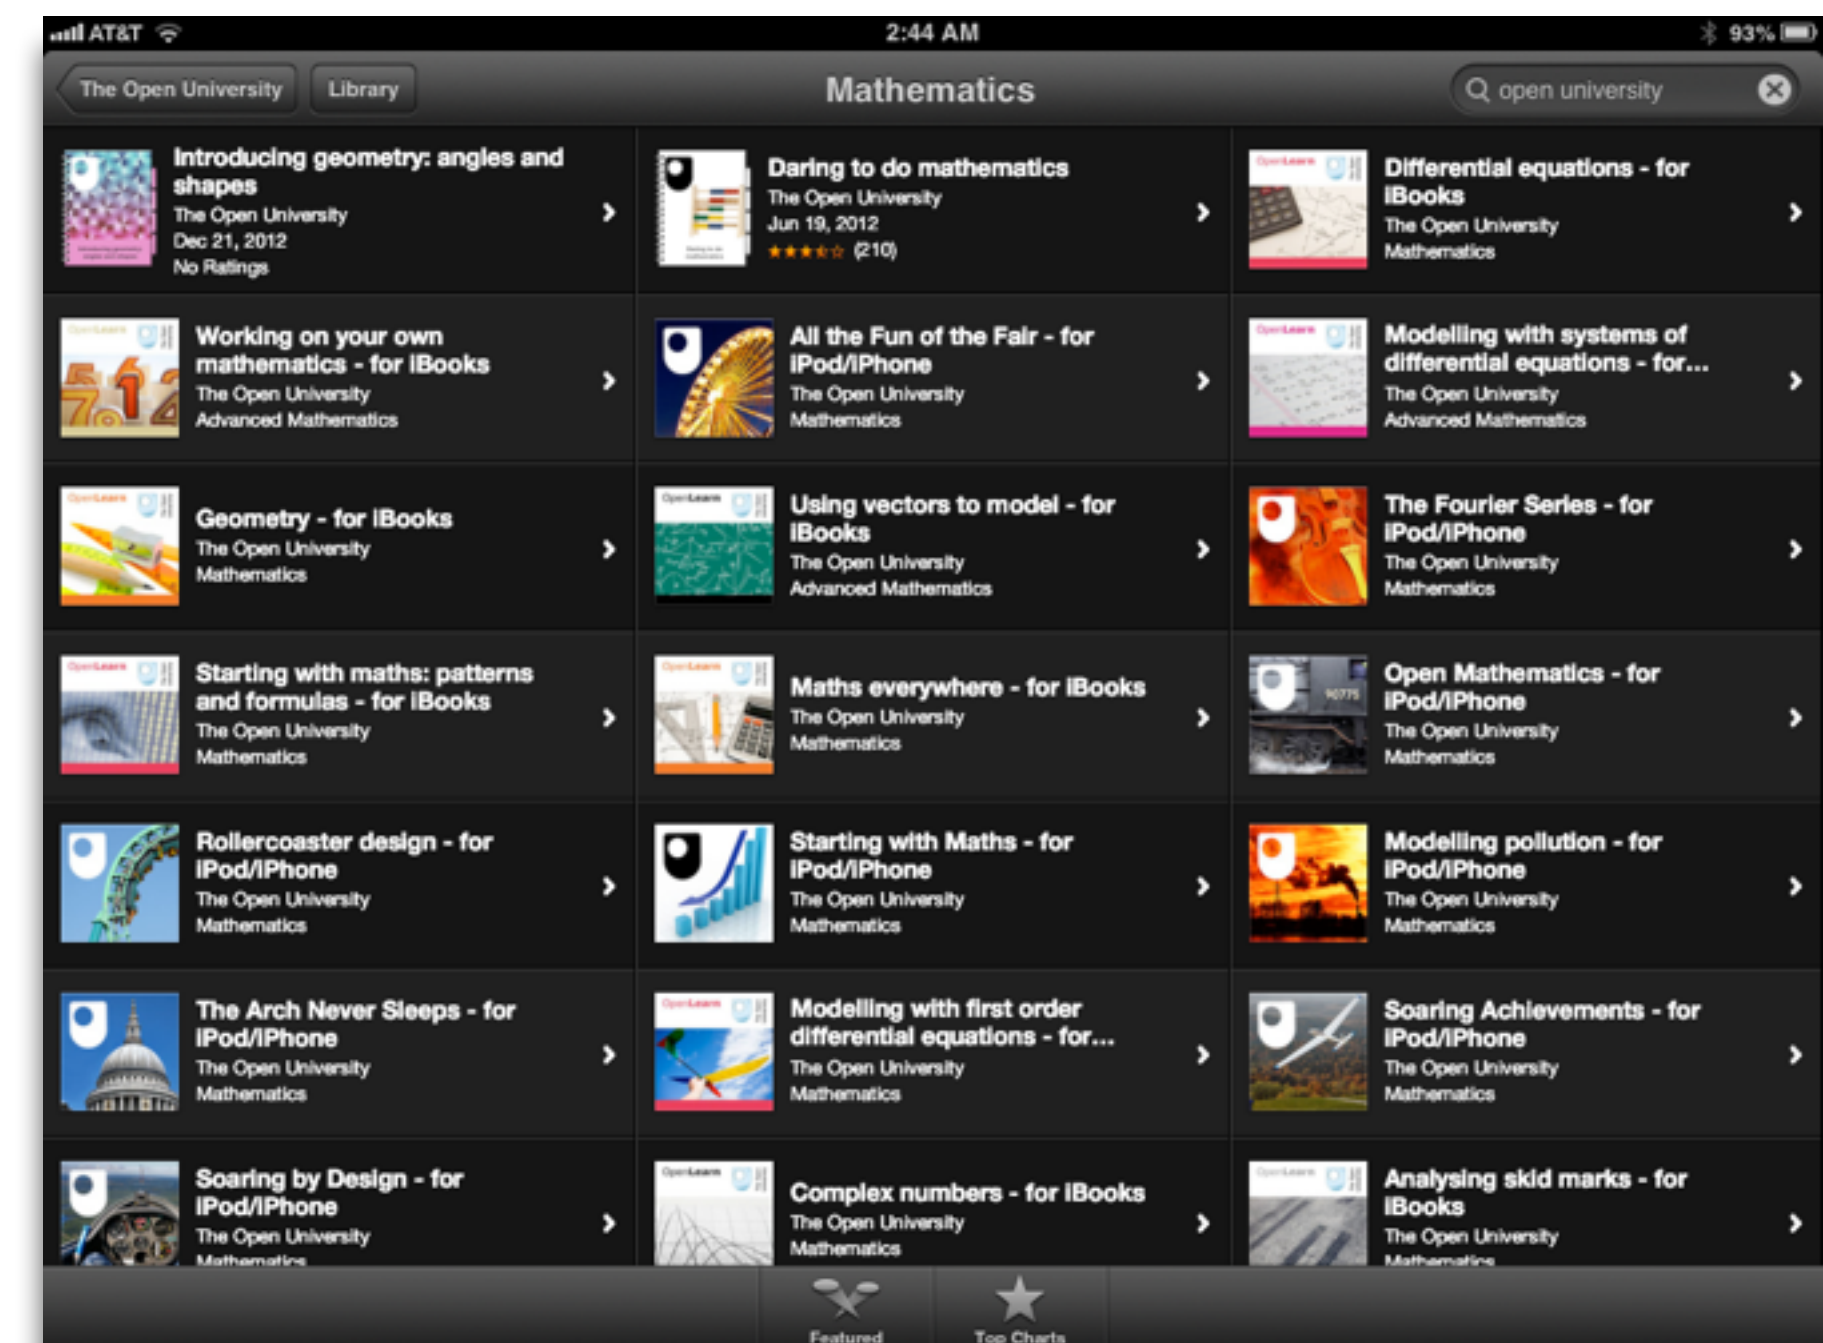 AT&T
2:44 AM
93%
The Open University
Library
Mathematics
open university
Introducing geometry: angles and
shapes
The Open University
Dec 21, 2012
No Ratings
Daring to do mathematics
The Open University
Jun 19, 2012
(210)
Differential equations - for
iBooks
The Open University
Mathematics
Working on your own
mathematics - for iBooks
The Open University
Advanced Mathematics
All the Fun of the Fair - for
iPod/iPhone
The Open University
Mathematics
Modelling with systems of
differential equations - for...
The Open University
Advanced Mathematics
Geometry - for iBooks
The Open University
Mathematics
OpenLearn
Using vectors to model - for
iBooks
The Open University
Advanced Mathematics
The Fourier Series - for
iPod/iPhone
The Open University
Mathematics
Starting with maths: patterns
and formulas - for iBooks
The Open University
Mathematics
Maths everywhere - for iBooks
The Open University
Mathematics
90775
Open Mathematics - for
iPod/iPhone
The Open University
Mathematics
Rollercoaster design - for
iPod/iPhone
The Open University
Mathematics
Starting with Maths - for
iPod/iPhone
The Open University
Mathematics
Modelling pollution - for
iPod/iPhone
The Open University
Mathematics
The Arch Never Sleeps - for
iPod/iPhone
The Open University
Mathematics
OpenLearn
Modelling with first order
differential equations - for...
The Open University
Mathematics
Soaring Achievements - for
iPod/iPhone
The Open University
Mathematics
Soaring by Design - for
iPod/iPhone
The Open University
Mathematics
OpenLearn
Complex numbers - for iBooks
The Open University
Mathematics
Analysing skid marks - for
iBooks
The Open University
Mathematics
Featured
Top Charts